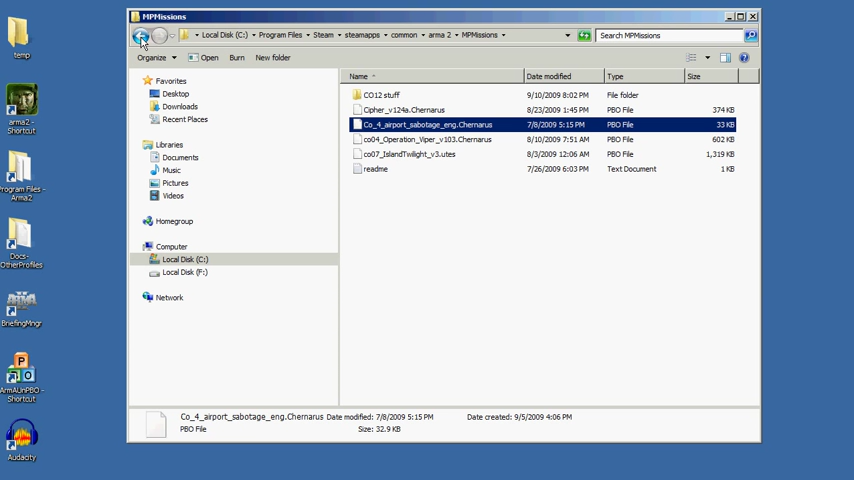 temp
arma2 -
Shortcut
Program Files -
Arma2
Docs-
OtherProfiles
BriefingMngr
ArmAUnPBO -
Shortcut
Audacity
MPMissions
Local Disk (C:) Program Files Steam steamapps common arma 2 MPMissions
Search MPMissions
Organize Open Burn New folder
Favorites
Desktop
Downloads
Recent Places
Libraries
Documents
Music
Pictures
Videos
Homegroup
Computer
Local Disk (C:)
Local Disk (F:)
Network
Name Date modified Type Size
CO12 stuff 9/10/2009 8:02 PM File folder
Cipher_v124a.Chernarus 8/23/2009 1:45 PM PBO File 374 KB
Co_4_airport_sabotage_eng.Chernarus 7/8/2009 5:15 PM PBO File 33 KB
co04_Operation_Viper_v103.Chernarus 8/10/2009 7:51 AM PBO File 602 KB
co07_IslandTwilight_v3.utes 8/3/2009 12:06 AM PBO File 1,319 KB
readme 7/26/2009 6:03 PM Text Document 1 KB
Co_4_airport_sabotage_eng.Chernarus Date modified: 7/8/2009 5:15 PM Date created: 9/5/2009 4:06 PM
PBO File Size: 32.9 KB